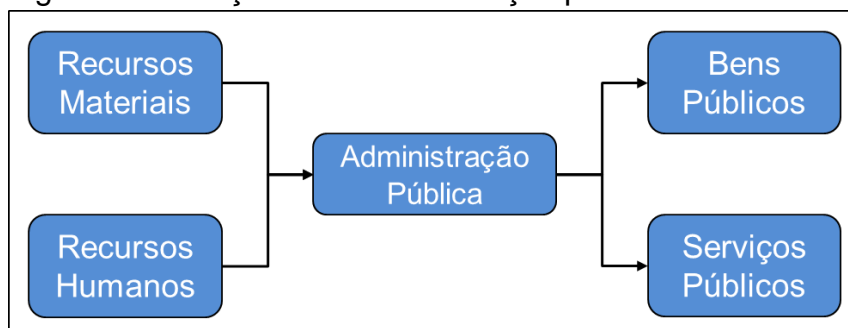 Recursos
Materiais
Recursos
Humanos
Administração
Pública
Bens
Públicos
Serviços
Públicos